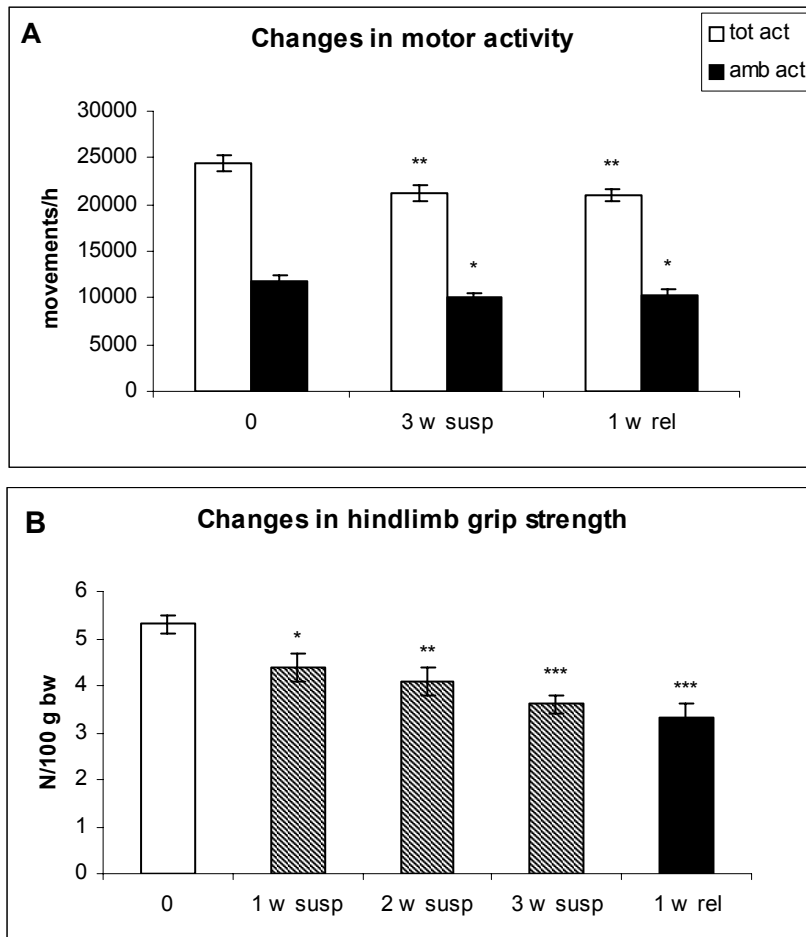 A
Changes in motor activity
tot act
amb act
30000
25000
20000
15000
10000
5000
0
movements/h
**
**
*
*
0 3 w susp 1 w rel
B
Changes in hindlimb grip strength
6
5
4
3
2
1
0
N/100 g bw
*
**
***
***
0 1 w susp 2 w susp 3 w susp 1 w rel